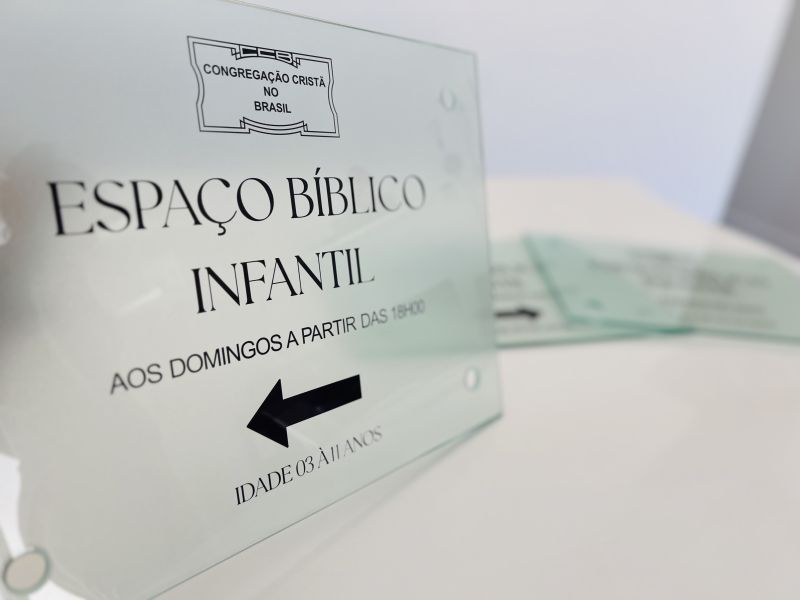 CCB
CONGREGAÇÃO CRISTÃ
NO
BRASIL
ESPAÇO BÍBLICO
INFANTIL
AOS DOMINGOS A PARTIR DAS 18H00
IDADE 03 À 11 ANOS